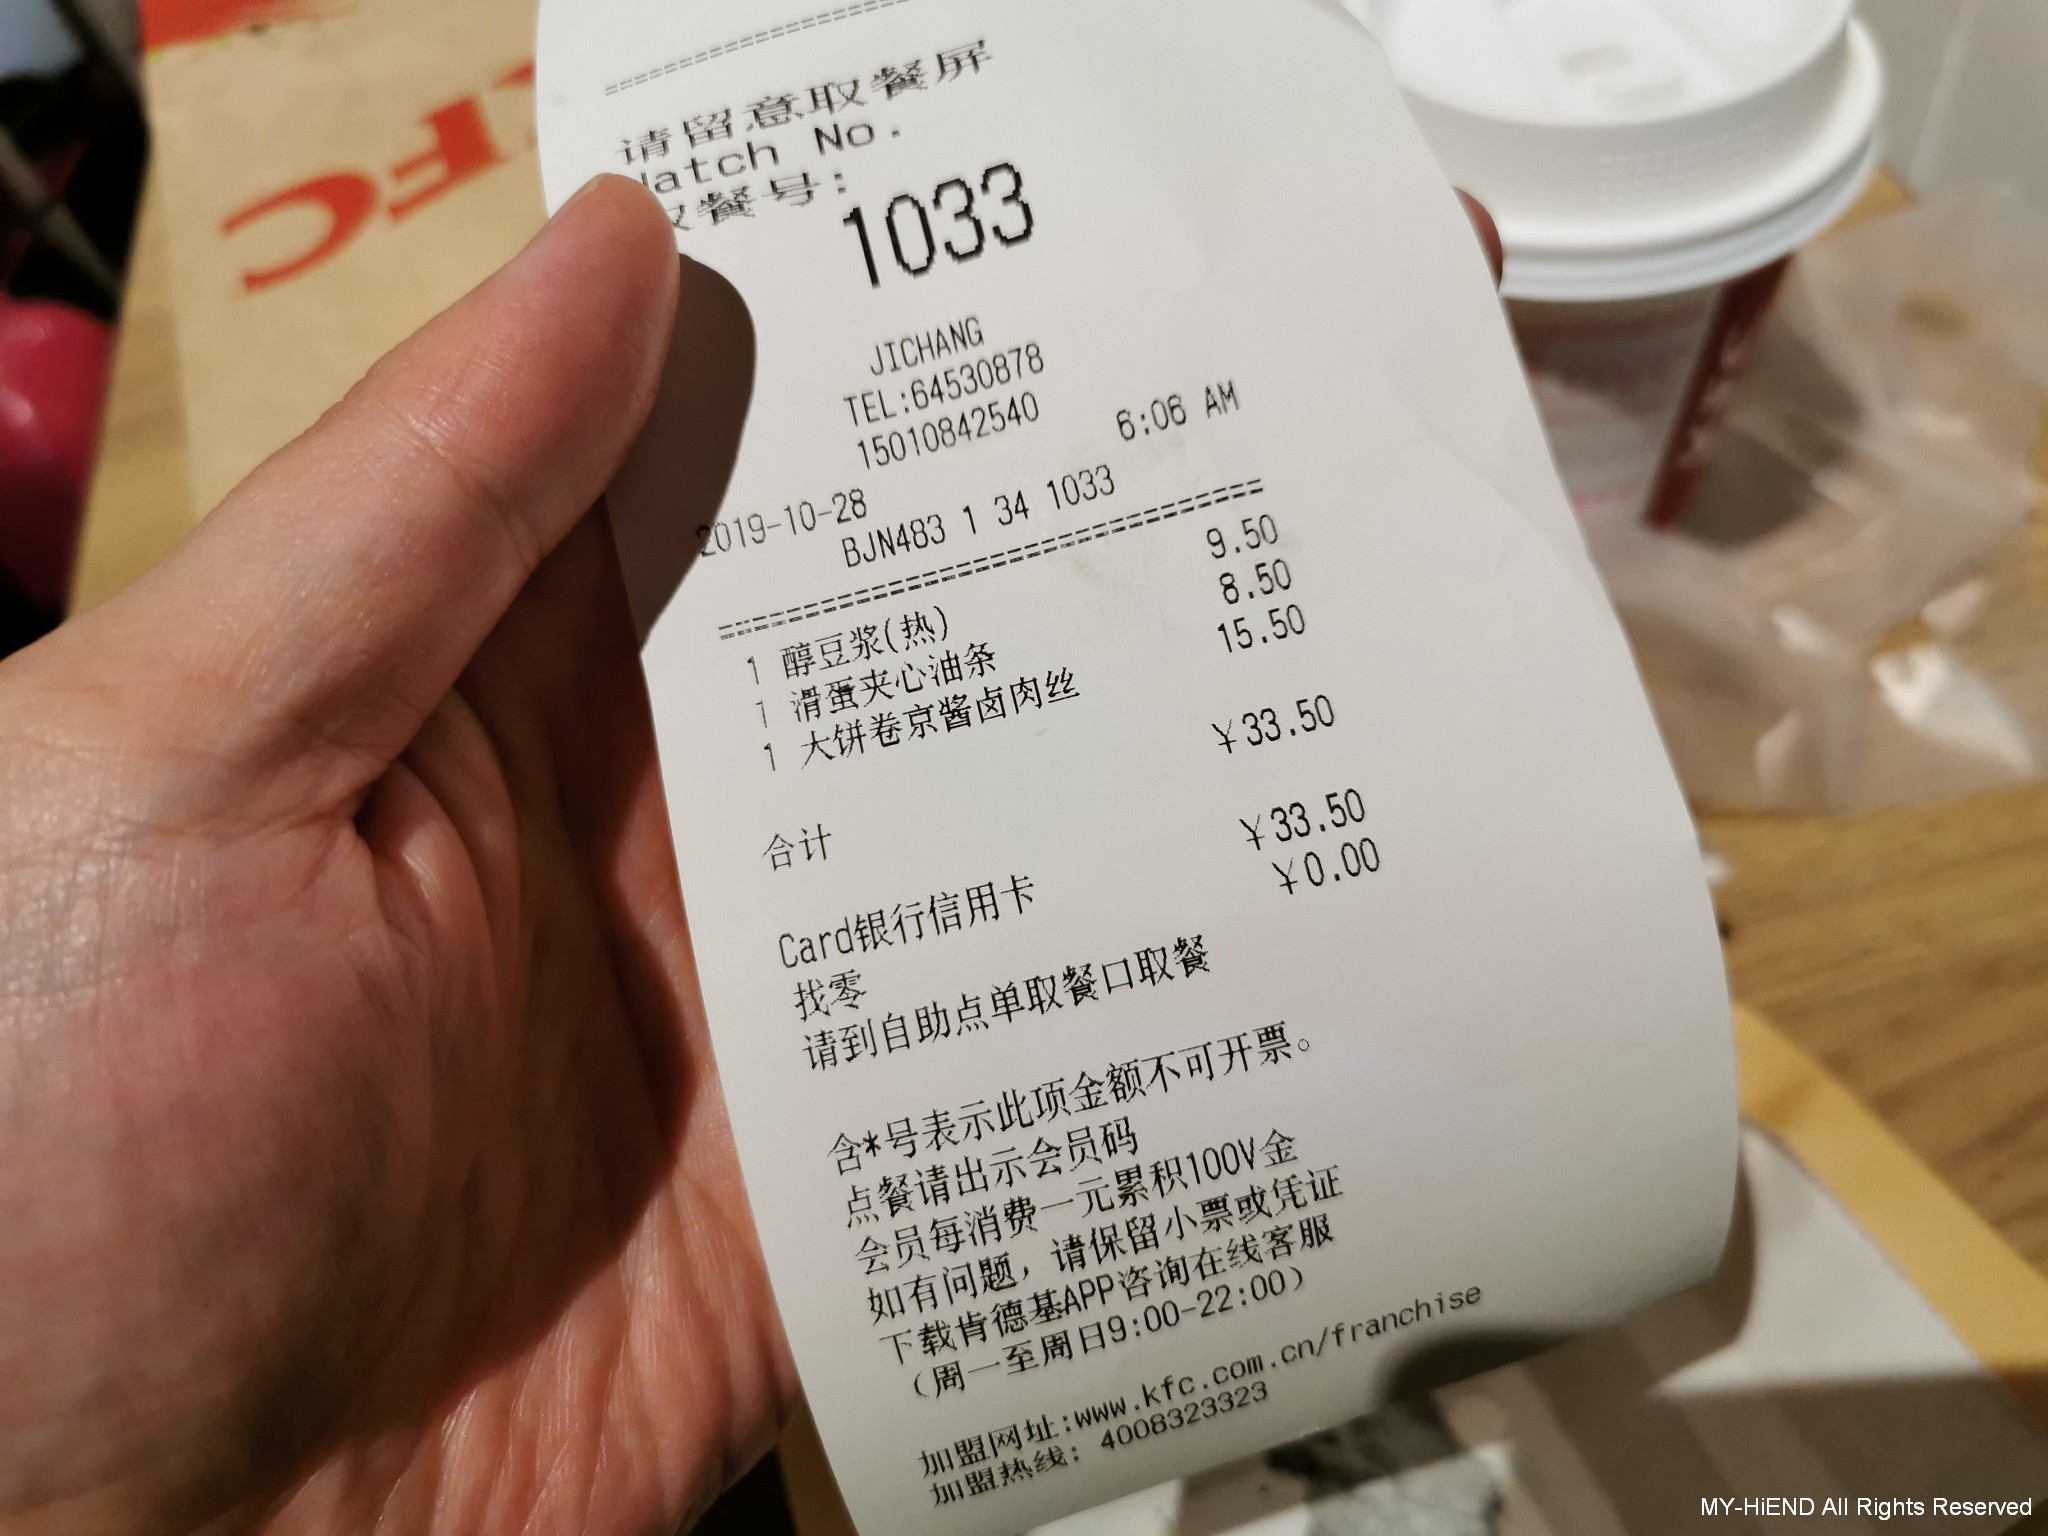 KFC
请留意取餐屏
Watch No.
取餐号:
1033
JICHANG
TEL:64530878
15010842540
2019-10-28 6:06 AM
BJN483 1 34 1033
1 醇豆浆(热) 9.50
1 滑蛋夹心油条 8.50
1 大饼卷京酱卤肉丝 15.50
合计 ¥33.50
Card银行信用卡 ¥33.50
找零 ¥0.00
请到自助点单取餐口取餐
含*号表示此项金额不可开票。
点餐请出示会员码
会员每消费一元累积100V金
如有问题，请保留小票或凭证
下载肯德基APP咨询在线客服
(周一至周日9:00-22:00)
加盟网址:www.kfc.com.cn/franchise
加盟热线: 4008323323
MY-HiEND All Rights Reserved